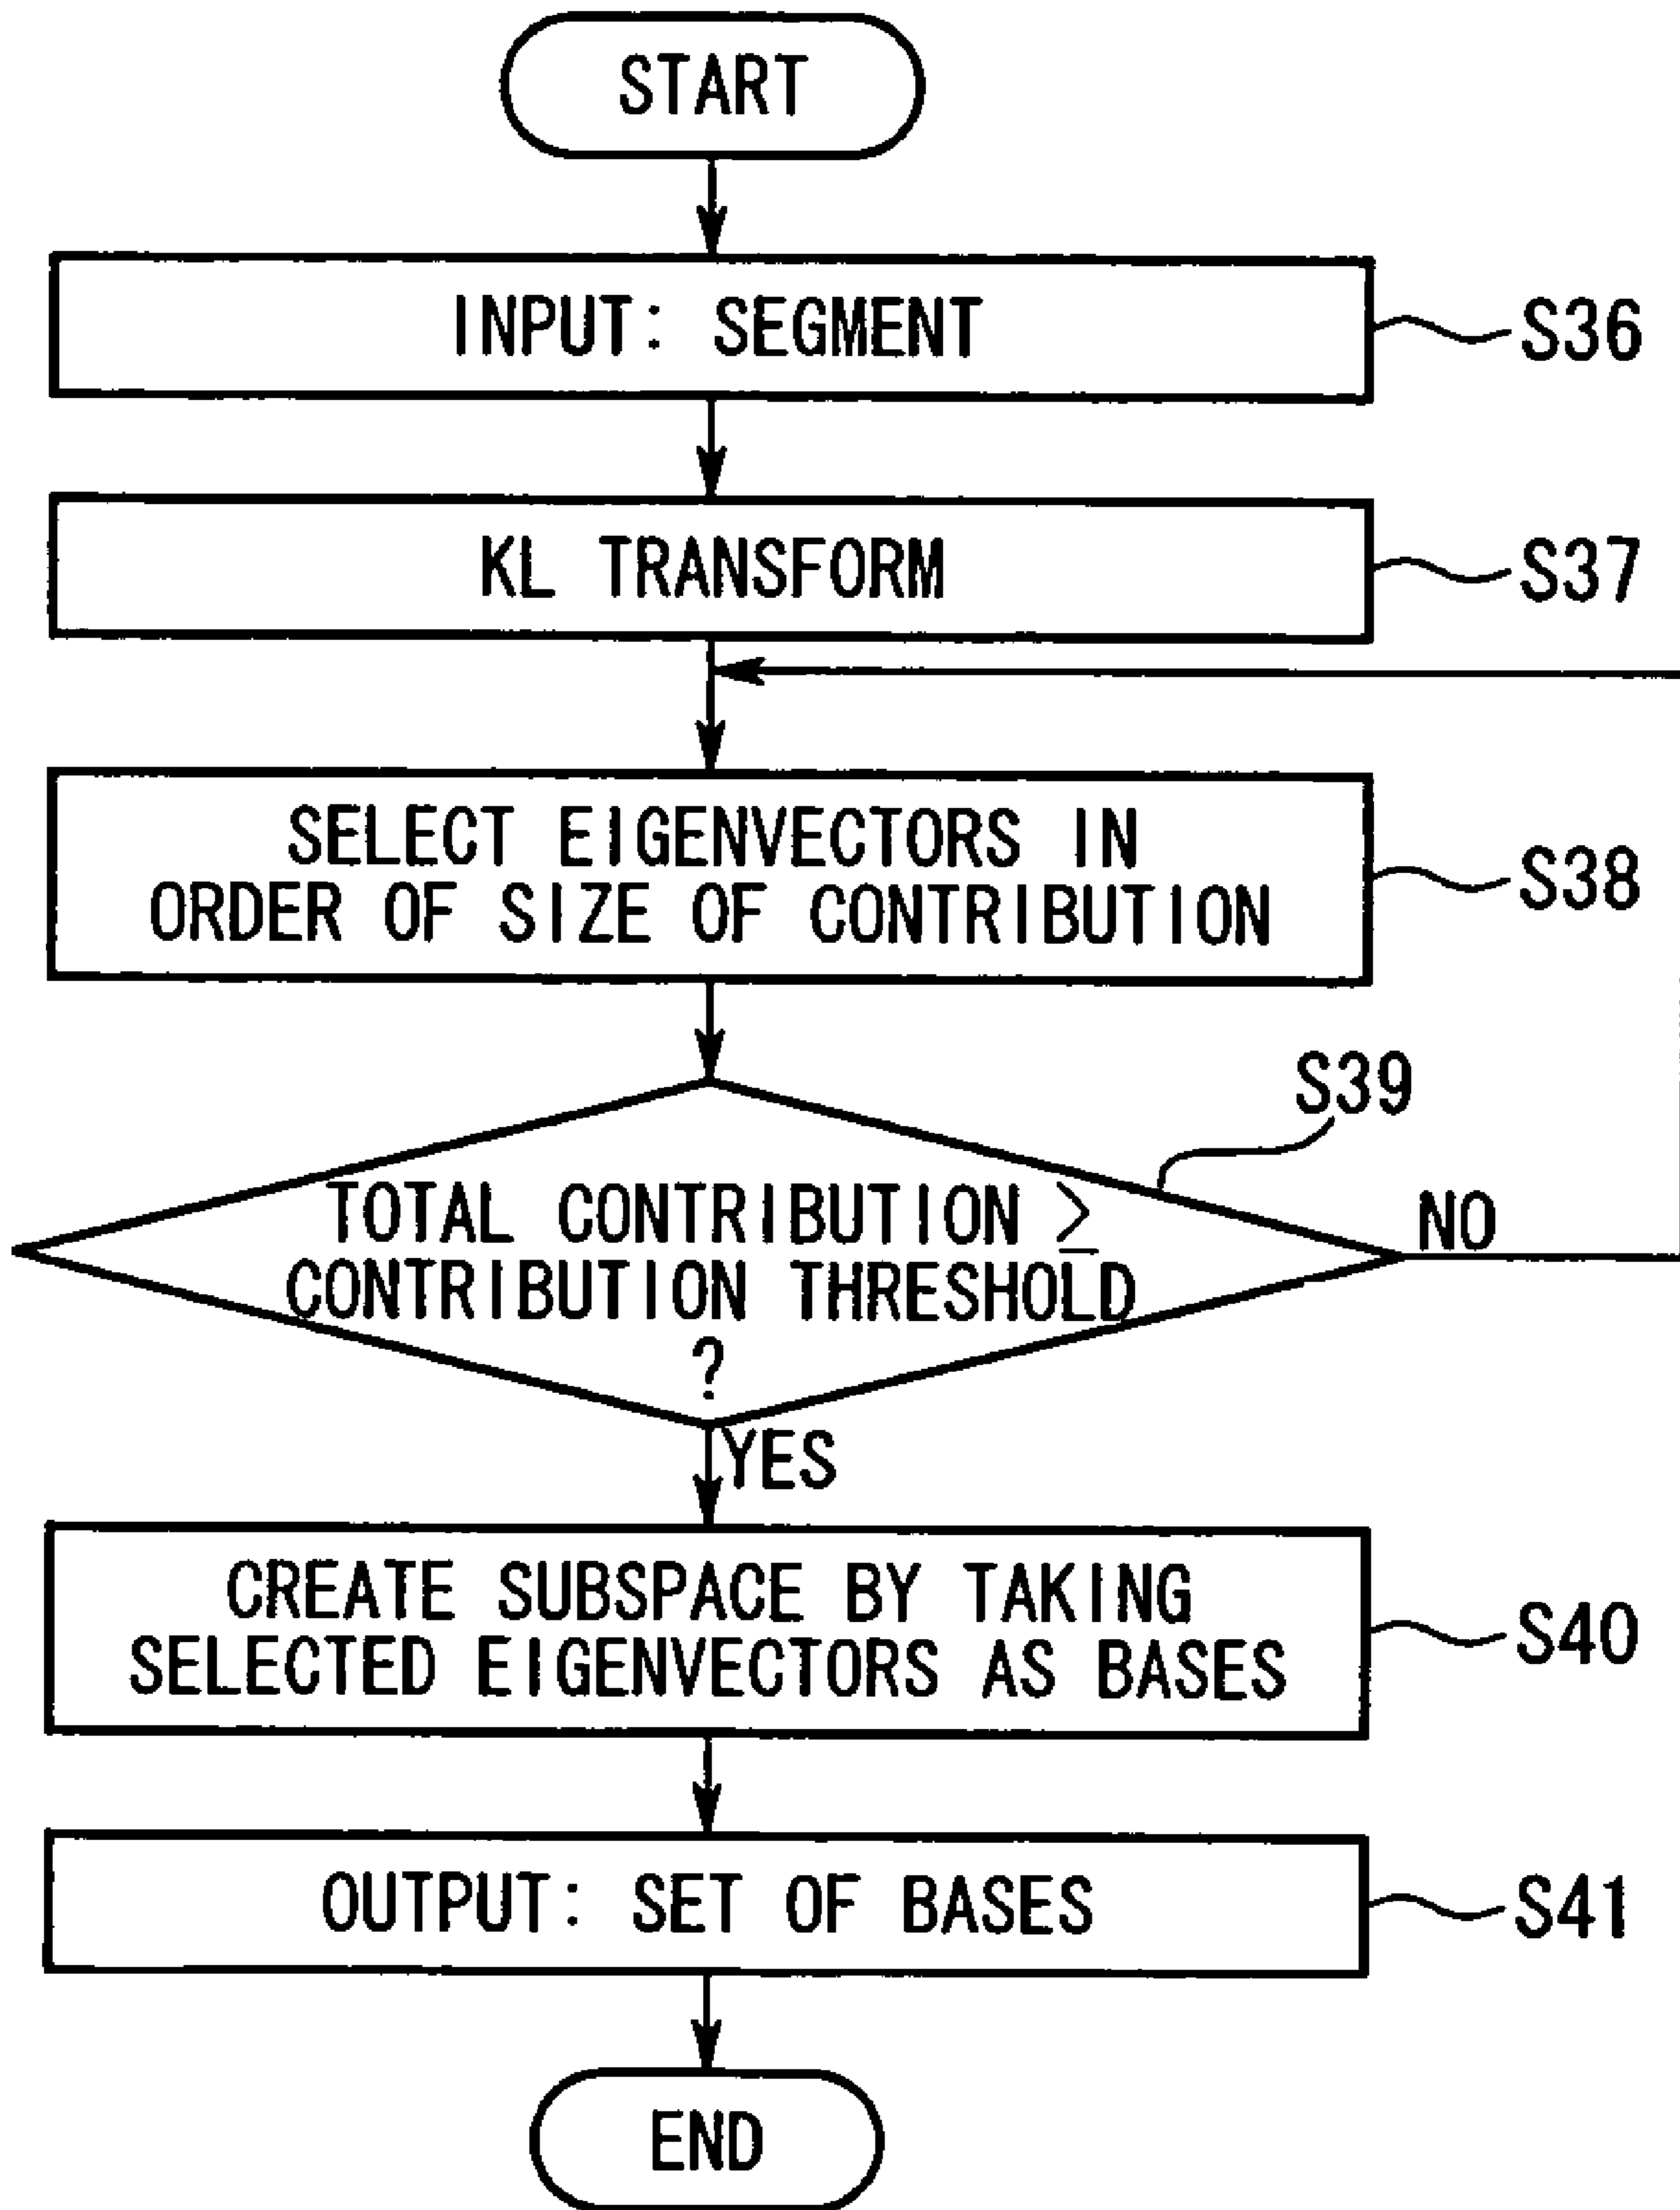 START
INPUT: SEGMENT
S36
KL TRANSFORM
S37
SELECT EIGENVECTORS IN
ORDER OF SIZE OF CONTRIBUTION
S38
S39
TOTAL CONTRIBUTION ≥
CONTRIBUTION THRESHOLD
?
NO
YES
CREATE SUBSPACE BY TAKING
SELECTED EIGENVECTORS AS BASES
S40
OUTPUT: SET OF BASES
S41
END